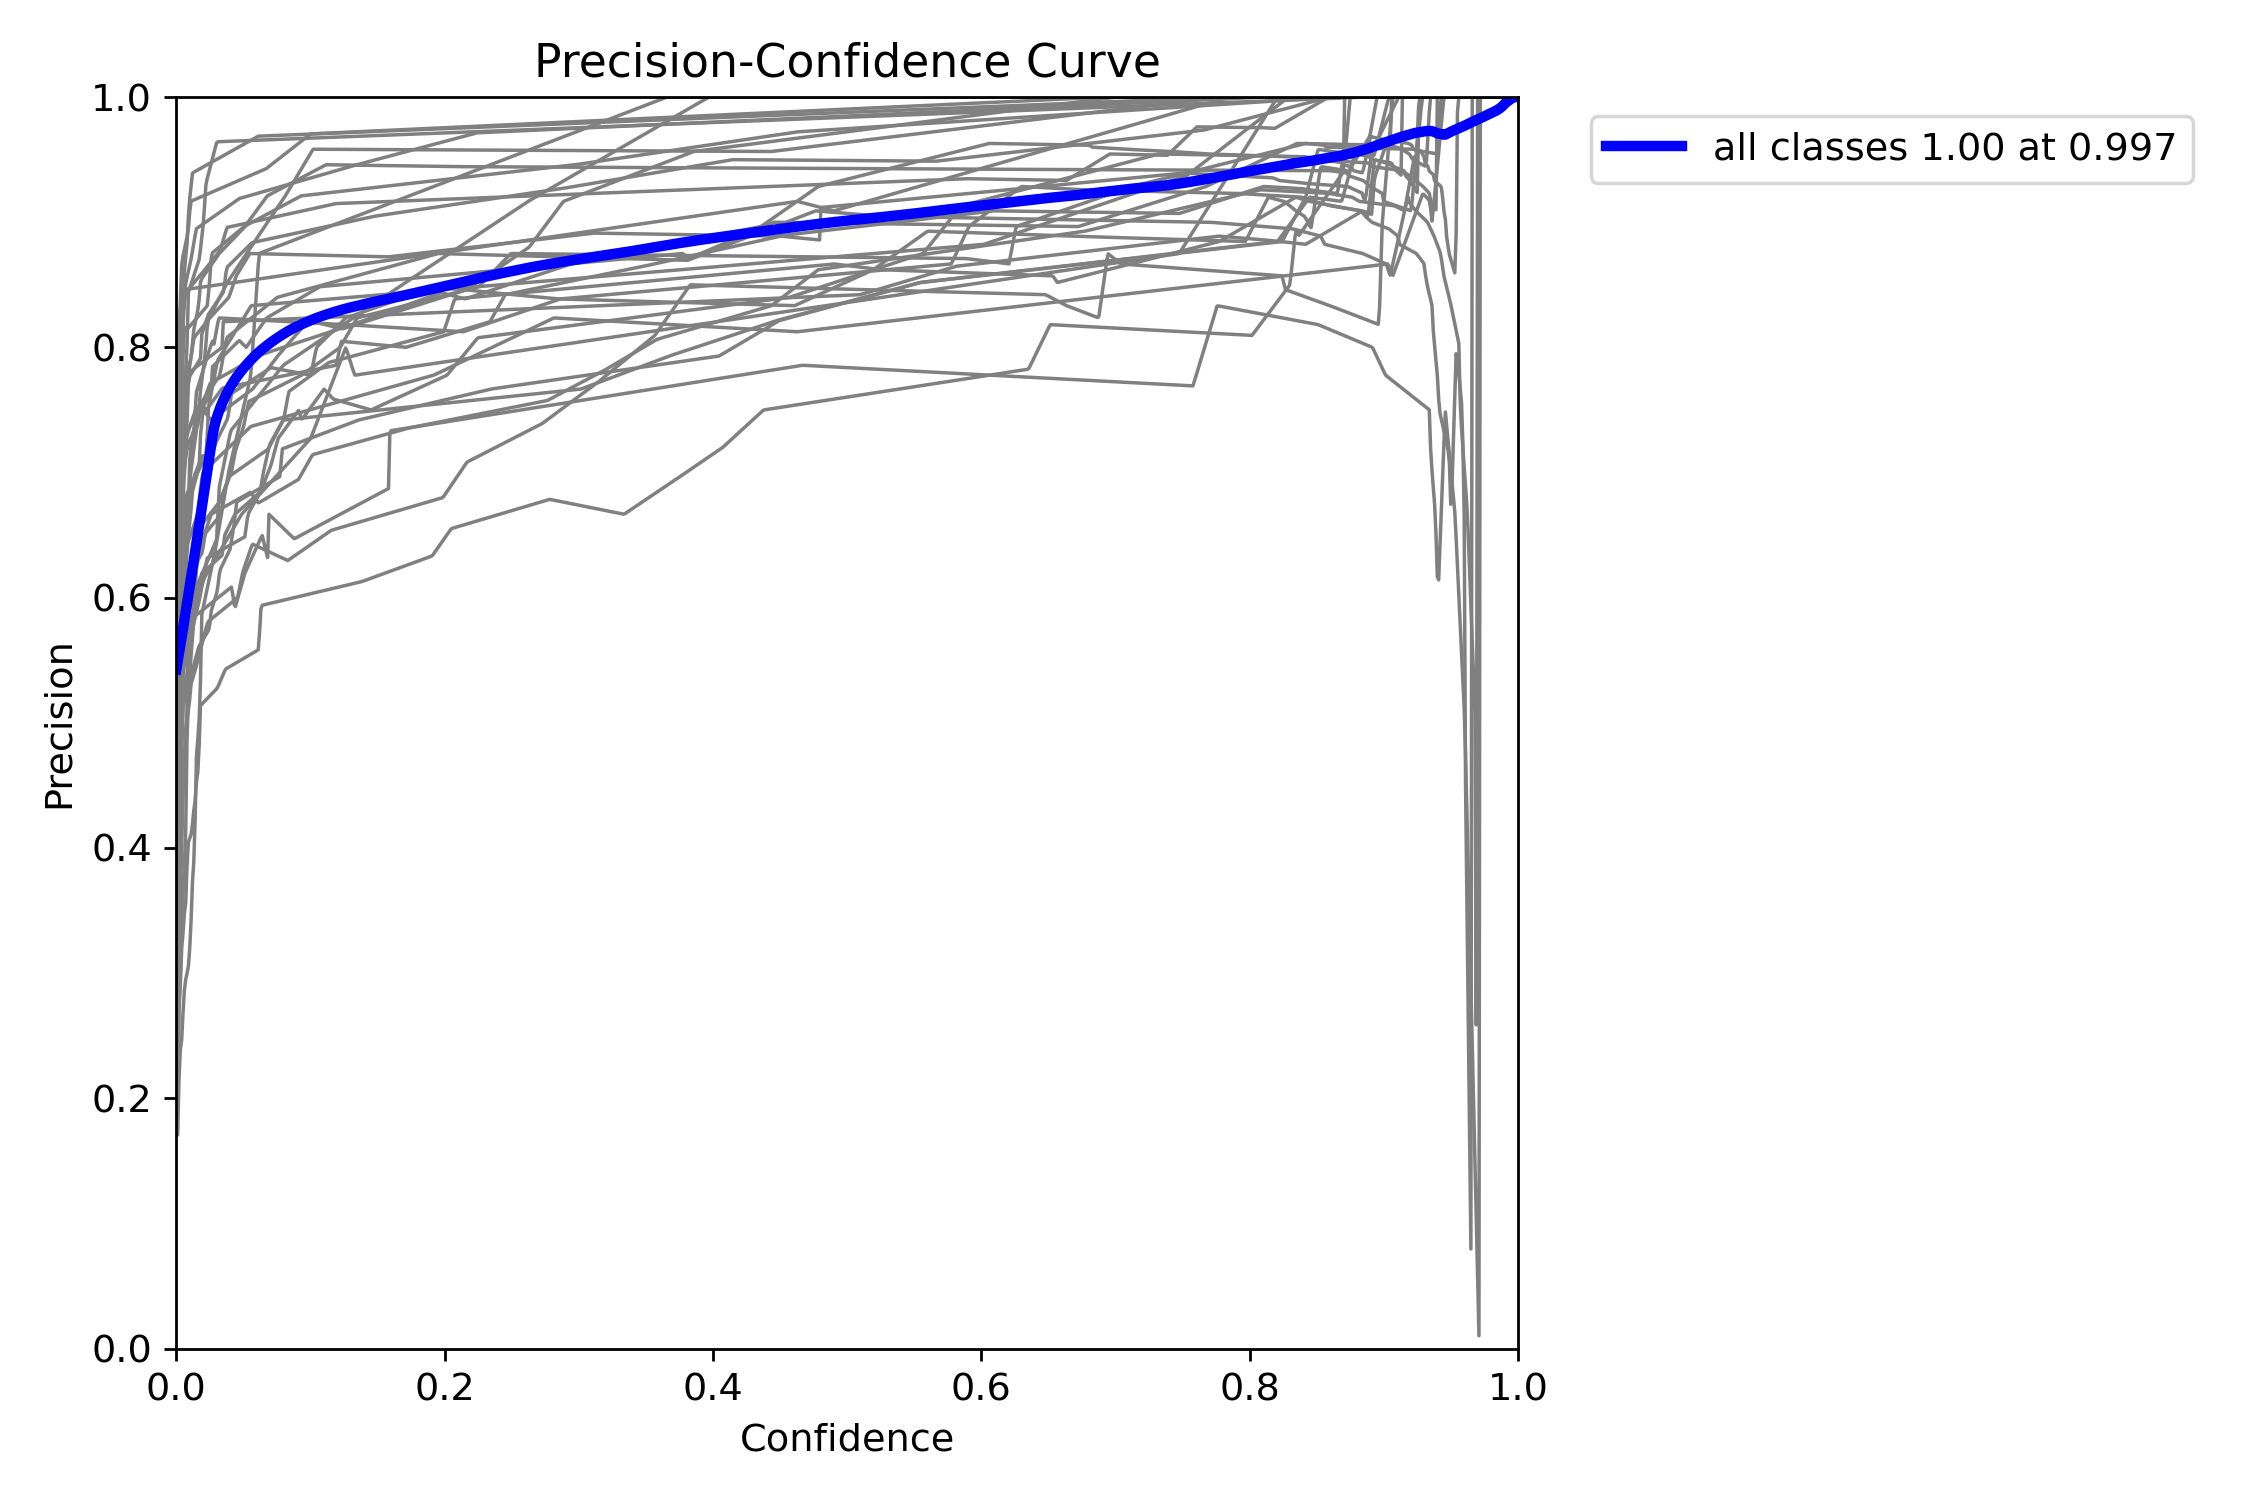 Precision-Confidence Curve
1.0
0.8
0.6
0.4
0.2
0.0
Precision
0.0 0.2 0.4 0.6 0.8 1.0
Confidence
all classes 1.00 at 0.997